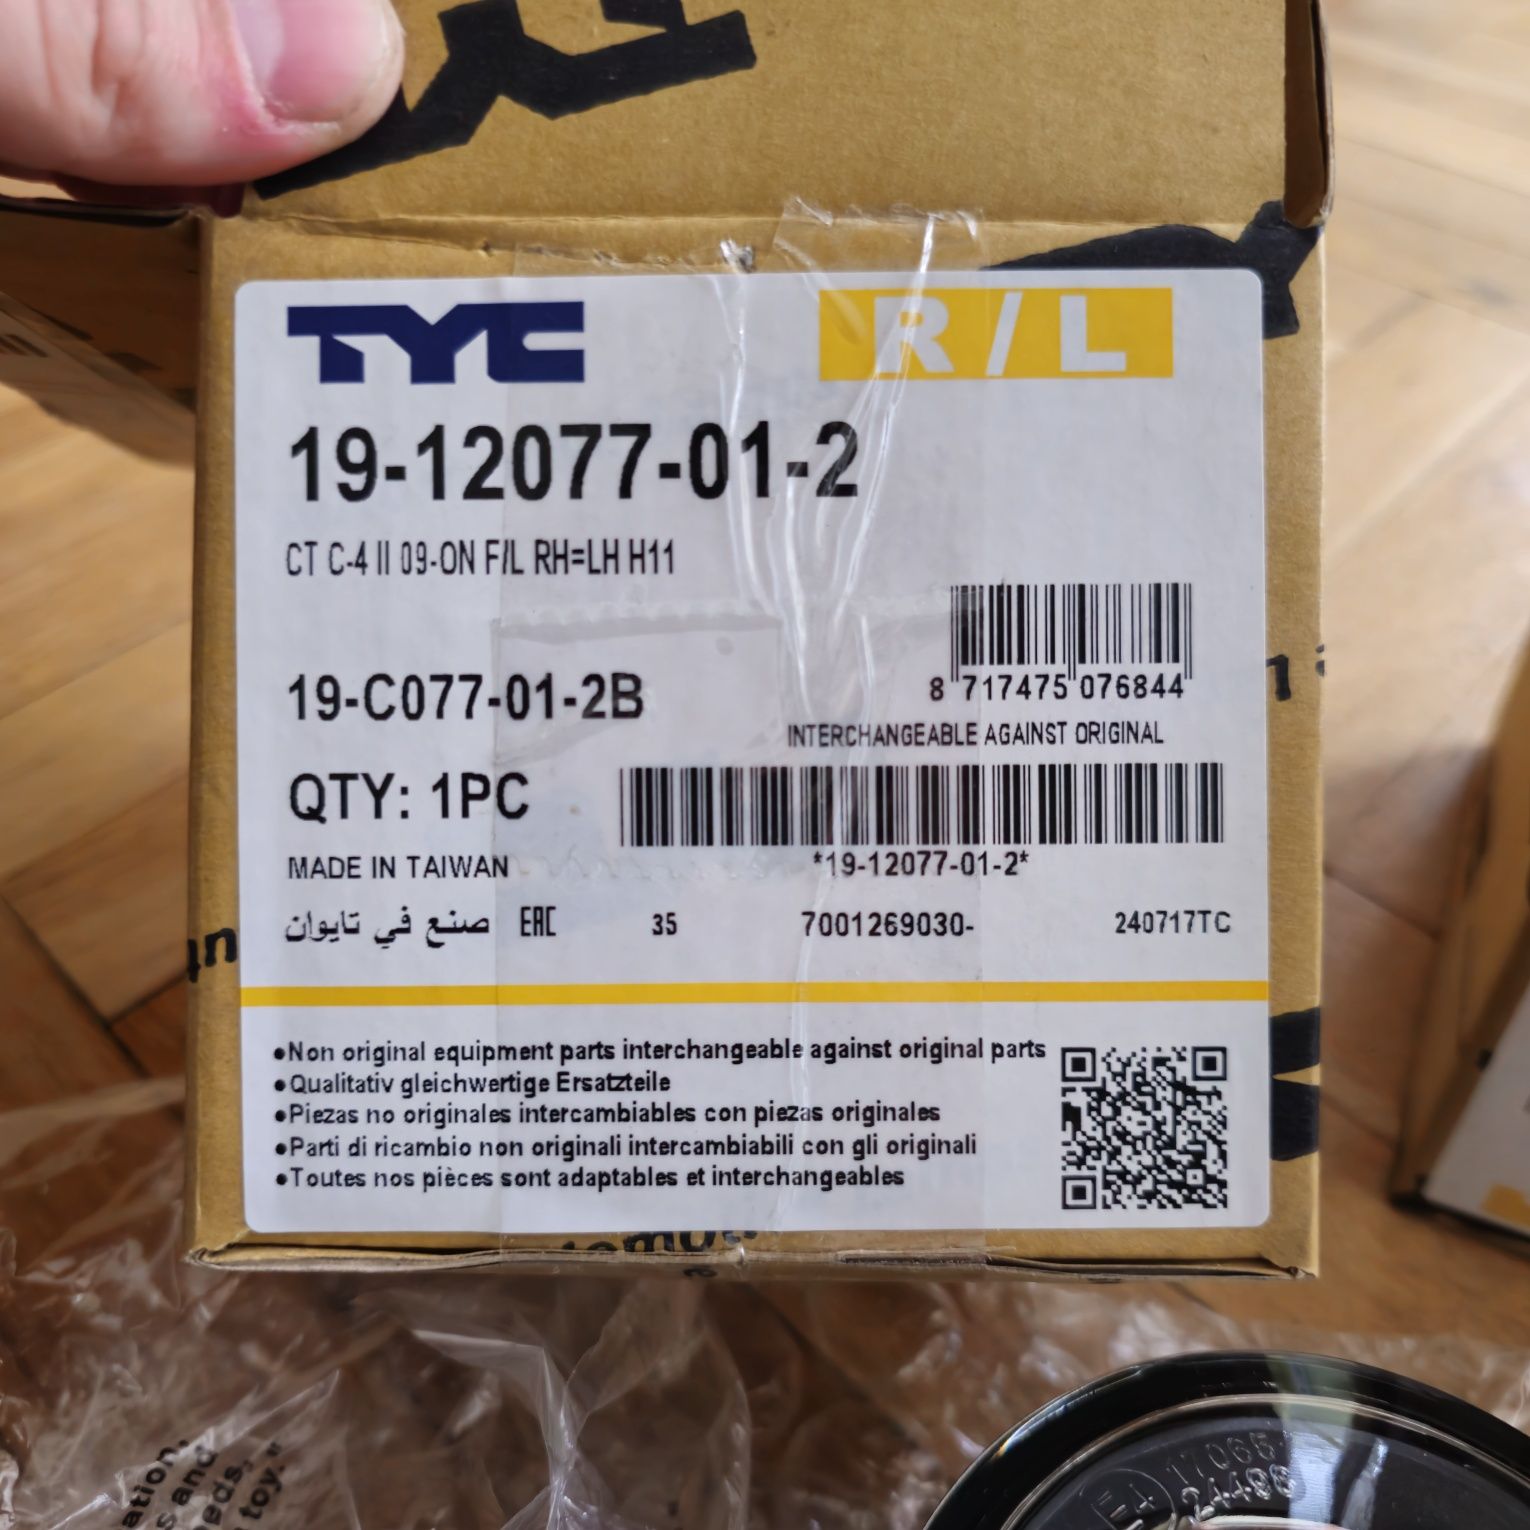 TYC
R/L
19-12077-01-2
CT C-4 II 09-ON F/L RH=LH H11
8 717475 076844
19-C077-01-2B
INTERCHANGEABLE AGAINST ORIGINAL
QTY: 1PC
MADE IN TAIWAN
*19-12077-01-2*
صنع في تايوان EAC 35 7001269030- 240717TC
●Non original equipment parts interchangeable against original parts
●Qualitativ gleichwertige Ersatzteile
●Piezas no originales intercambiables con piezas originales
●Parti di ricambio non originali intercambiabili con gli originali
●Toutes nos pièces sont adaptables et interchangeables
and
toy."